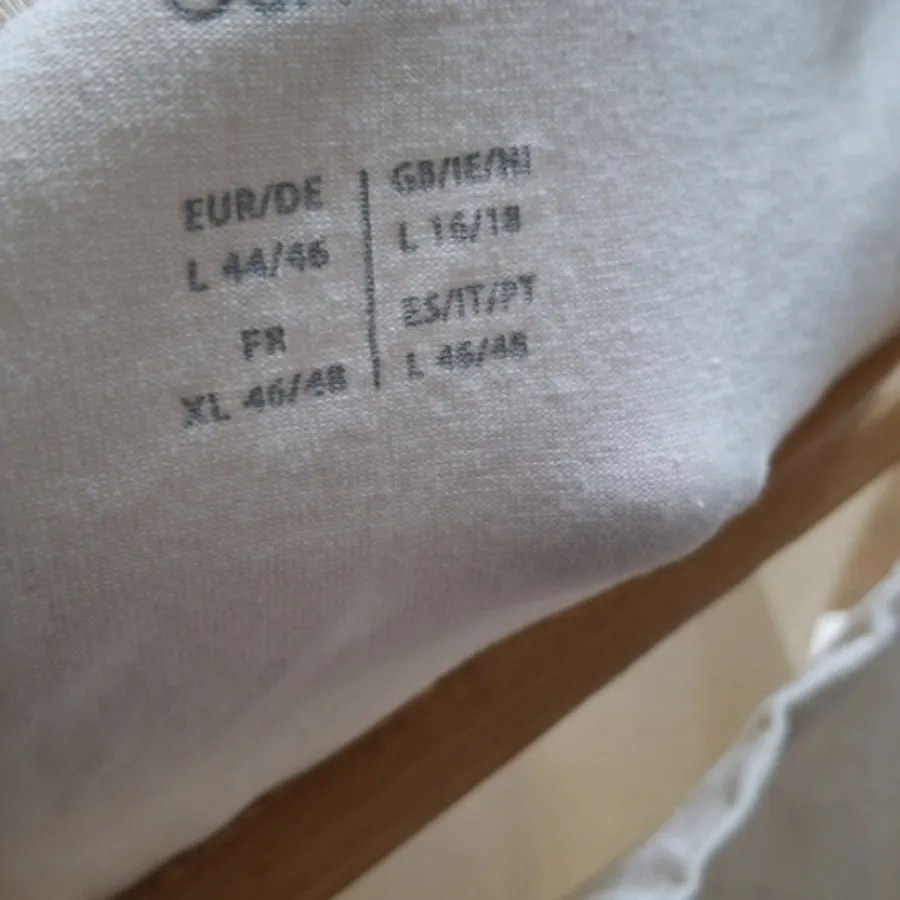 EUR/DE
L 44/46
FR
XL 46/48
GB/IE/NI
L 16/18
ES/IT/PT
L 46/48